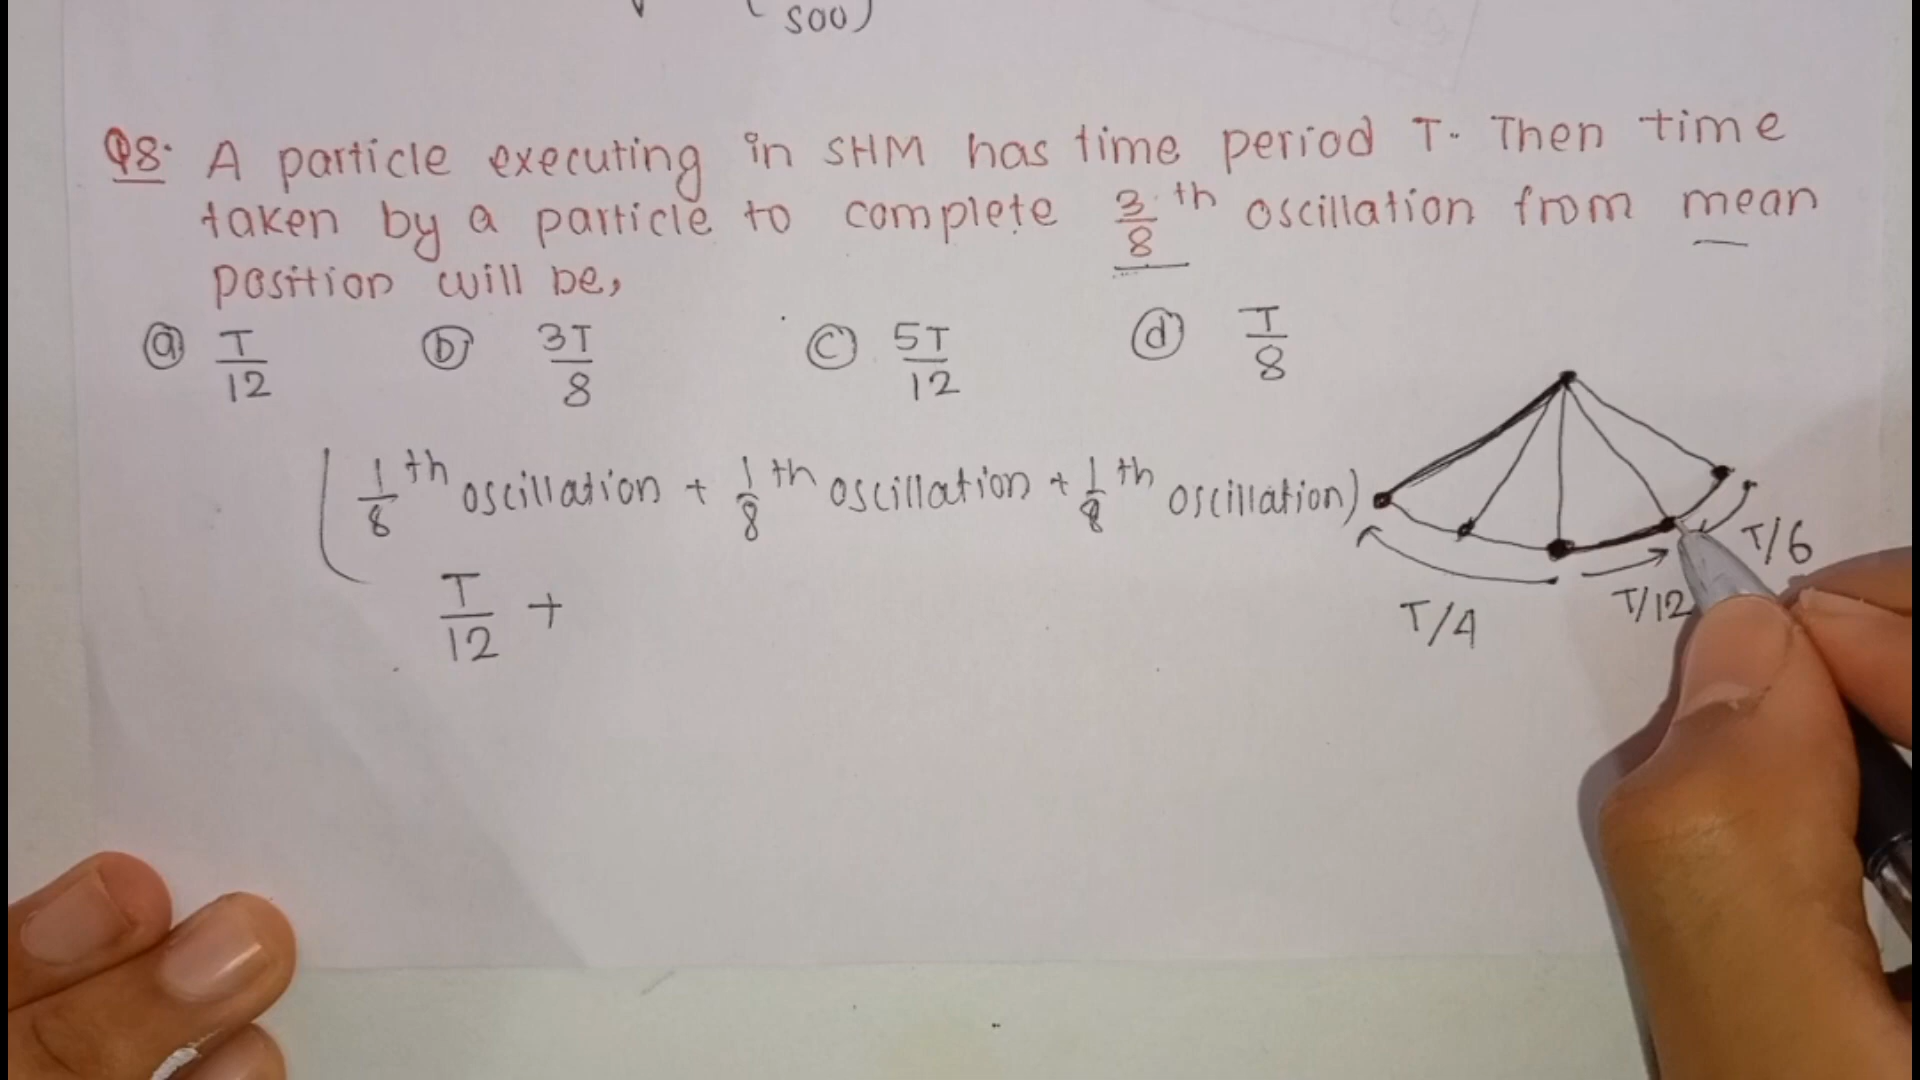 500)
Q8. A particle executing in SHM has time period T. Then time
taken by a particle to complete 3/8 th oscillation from mean
position will be,
(a) T/12 (b) 3T/8 (c) 5T/12 (d) T/8
(1/8 th oscillation + 1/8 th oscillation + 1/8 th oscillation)
T/12 +
T/4
T/12
T/6